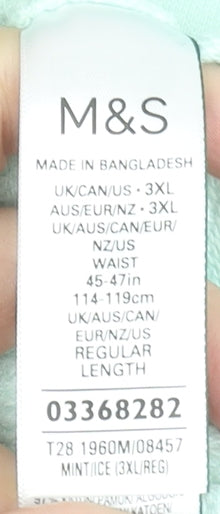 M&S
MADE IN BANGLADESH
UK/CAN/US • 3XL
AUS/EUR/NZ • 3XL
UK/AUS/CAN/EUR/
NZ/US
WAIST
45-47in
114-119cm
UK/AUS/CAN/
EUR/NZ/US
REGULAR
LENGTH
03368282
T28 1960M/08457
MINT/ICE (3XL/REG)